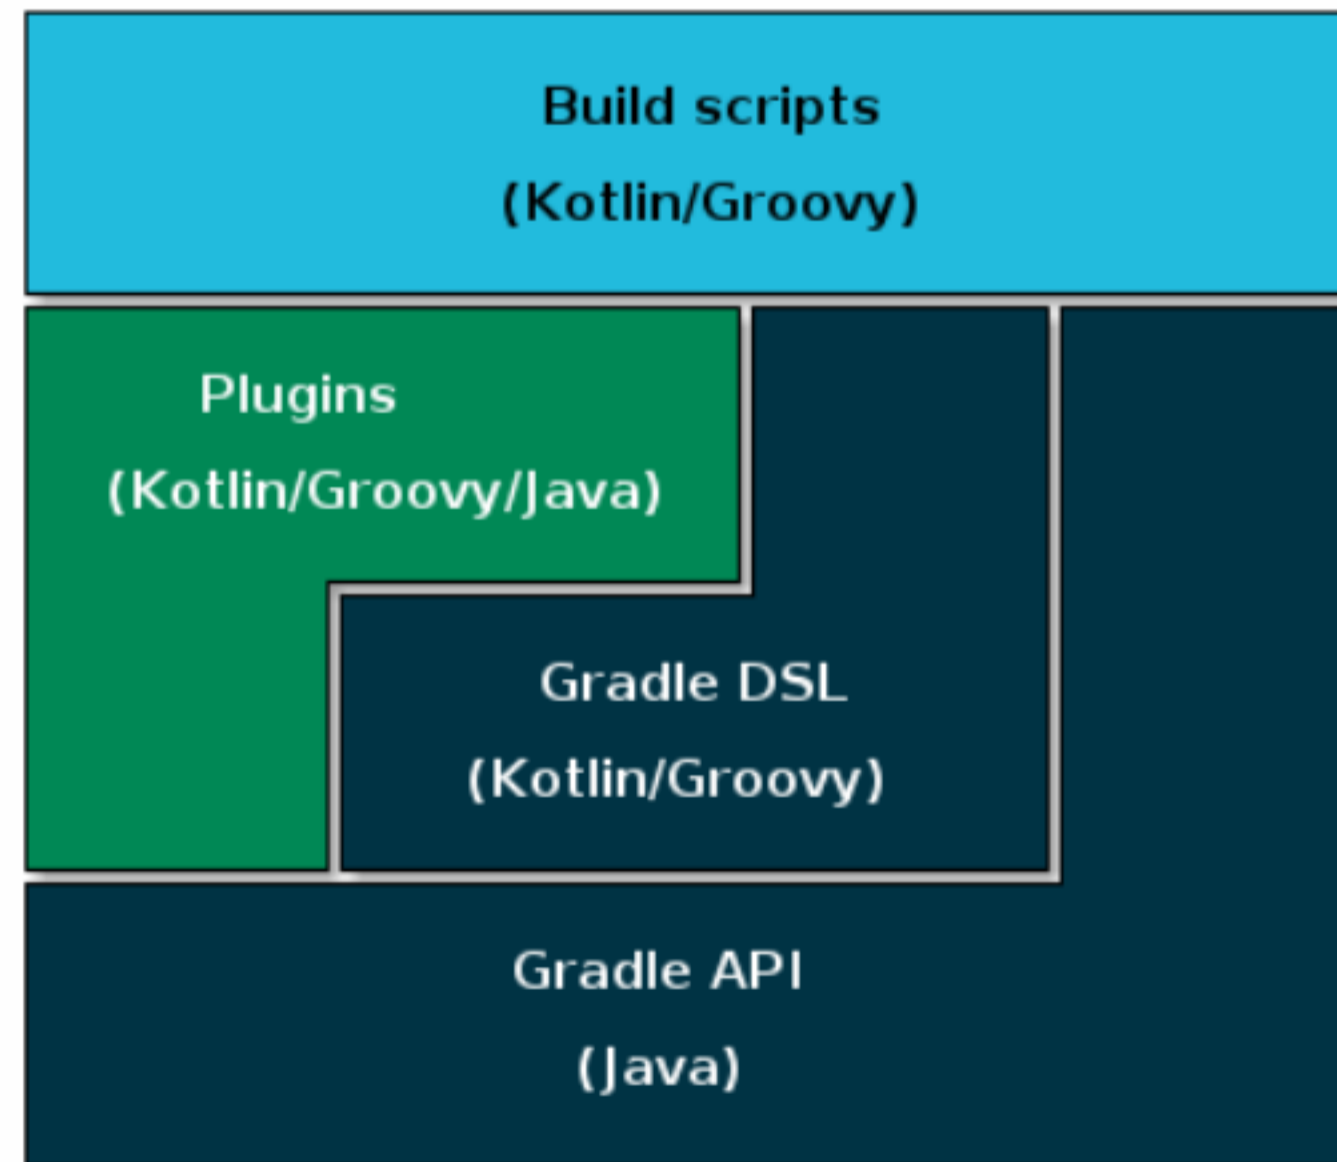 Build scripts
(Kotlin/Groovy)
Plugins
(Kotlin/Groovy/Java)
Gradle DSL
(Kotlin/Groovy)
Gradle API
(Java)